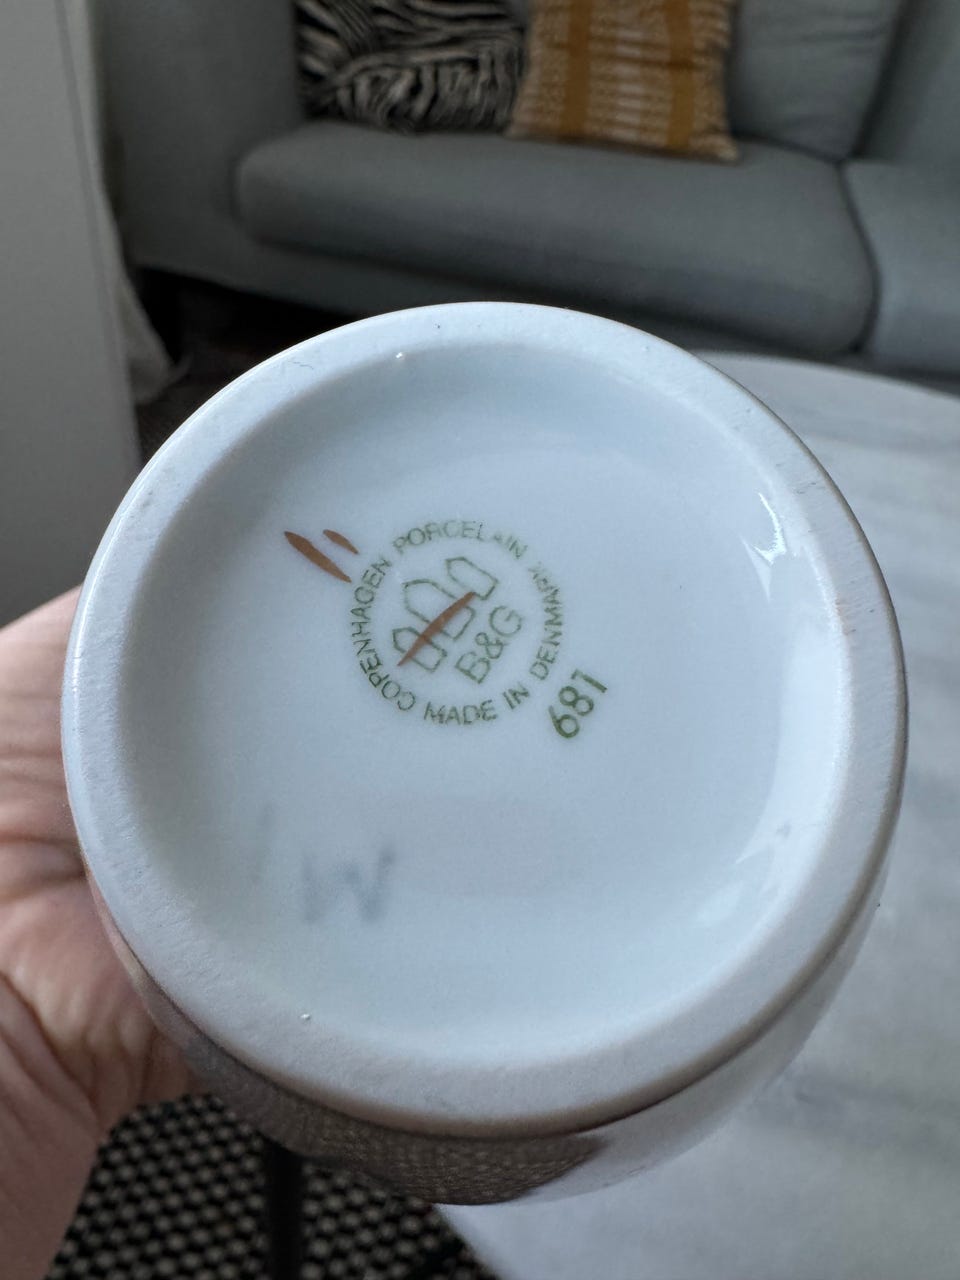 COPENHAGEN PORCELAIN
MADE IN DENMARK
B&G
681
W